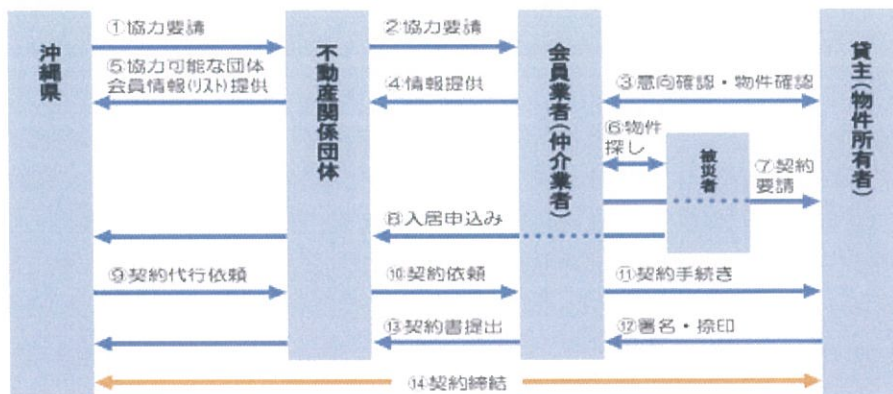 沖縄県
不動産関係団体
会員業者(仲介業者)
貸主(物件所有者)
被災者
①協力要請
②協力要請
③意向確認・物件確認
④情報提供
⑤協力可能な団体
会員情報(リスト)提供
⑥物件
探し
⑦契約
要請
⑧入居申込み
⑨契約代行依頼
⑩契約依頼
⑪契約手続き
⑫署名・捺印
⑬契約書提出
⑭契約締結